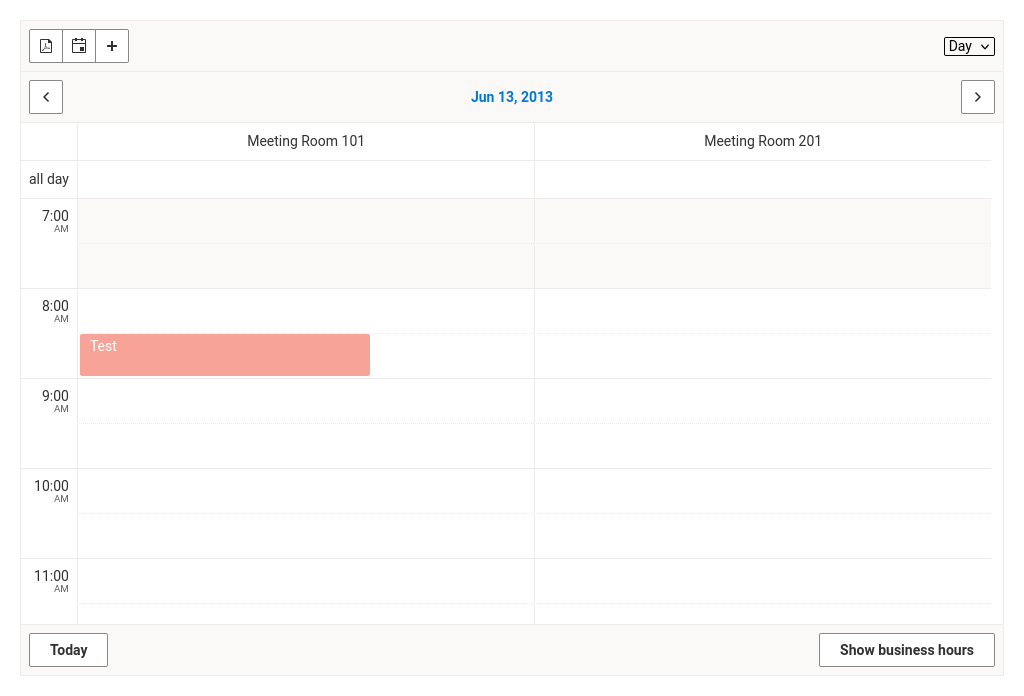 Day
Jun 13, 2013
Meeting Room 101 Meeting Room 201
all day
7:00
AM
8:00
AM
Test
9:00
AM
10:00
AM
11:00
AM
Today Show business hours